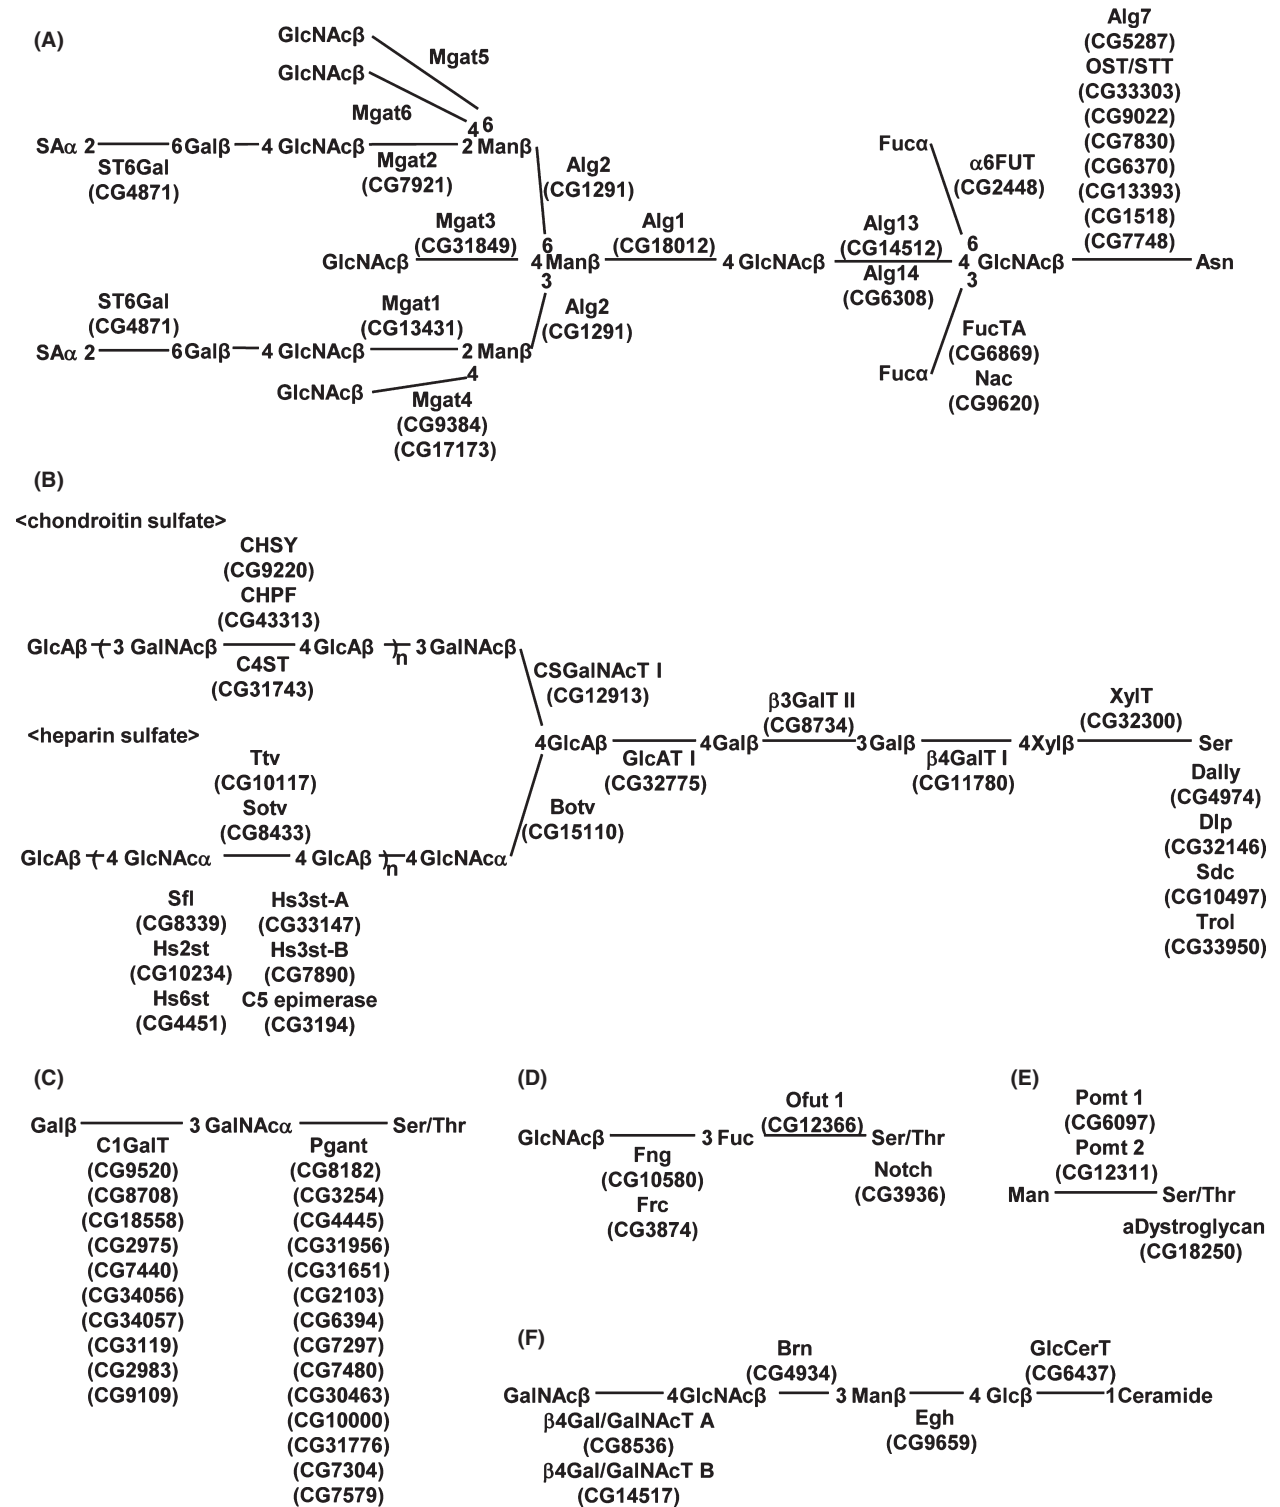 (A)
GlcNAcβ
Mgat5
GlcNAcβ
Mgat6
4 6
SAα 2 6Galβ 4 GlcNAcβ 2 Manβ
ST6Gal
(CG4871)
Mgat2
(CG7921)
Alg2
(CG1291)
Mgat3
(CG31849)
Alg1
(CG18012)
6
GlcNAcβ 4 Manβ 4 GlcNAcβ 4 GlcNAcβ Asn
3
Alg13
(CG14512)
Alg14
(CG6308)
6
3
Fucα
α6FUT
(CG2448)
Alg7
(CG5287)
OST/STT
(CG33303)
(CG9022)
(CG7830)
(CG6370)
(CG13393)
(CG1518)
(CG7748)
ST6Gal
(CG4871)
Mgat1
(CG13431)
Alg2
(CG1291)
SAα 2 6Galβ 4 GlcNAcβ 2 Manβ
4
GlcNAcβ
Mgat4
(CG9384)
(CG17173)
FucTA
(CG6869)
Fucα
Nac
(CG9620)
(B)
<chondroitin sulfate>
CHSY
(CG9220)
CHPF
(CG43313)
GlcAβ ( 3 GalNAcβ 4 GlcAβ )n 3 GalNAcβ
C4ST
(CG31743)
CSGalNAcT I
(CG12913)
β3GalT II
(CG8734)
XylT
(CG32300)
<heparin sulfate>
4GlcAβ 4Galβ 3Galβ 4Xylβ Ser
GlcAT I
(CG32775)
β4GalT I
(CG11780)
Dally
(CG4974)
Dlp
(CG32146)
Sdc
(CG10497)
Trol
(CG33950)
Ttv
(CG10117)
Sotv
(CG8433)
Botv
(CG15110)
GlcAβ ( 4 GlcNAcα 4 GlcAβ )n 4 GlcNAcα
Sfl
(CG8339)
Hs2st
(CG10234)
Hs6st
(CG4451)
Hs3st-A
(CG33147)
Hs3st-B
(CG7890)
C5 epimerase
(CG3194)
(C)
Galβ 3 GalNAcα Ser/Thr
C1GalT
(CG9520)
(CG8708)
(CG18558)
(CG2975)
(CG7440)
(CG34056)
(CG34057)
(CG3119)
(CG2983)
(CG9109)
Pgant
(CG8182)
(CG3254)
(CG4445)
(CG31956)
(CG31651)
(CG2103)
(CG6394)
(CG7297)
(CG7480)
(CG30463)
(CG10000)
(CG31776)
(CG7304)
(CG7579)
(D)
Ofut 1
(CG12366)
GlcNAcβ 3 Fuc Ser/Thr
Fng
(CG10580)
Frc
(CG3874)
Notch
(CG3936)
(E)
Pomt 1
(CG6097)
Pomt 2
(CG12311)
Man Ser/Thr
aDystroglycan
(CG18250)
(F)
Brn
(CG4934)
GlcCerT
(CG6437)
GalNAcβ 4GlcNAcβ 3 Manβ 4 Glcβ 1Ceramide
β4Gal/GalNAcT A
(CG8536)
β4Gal/GalNAcT B
(CG14517)
Egh
(CG9659)